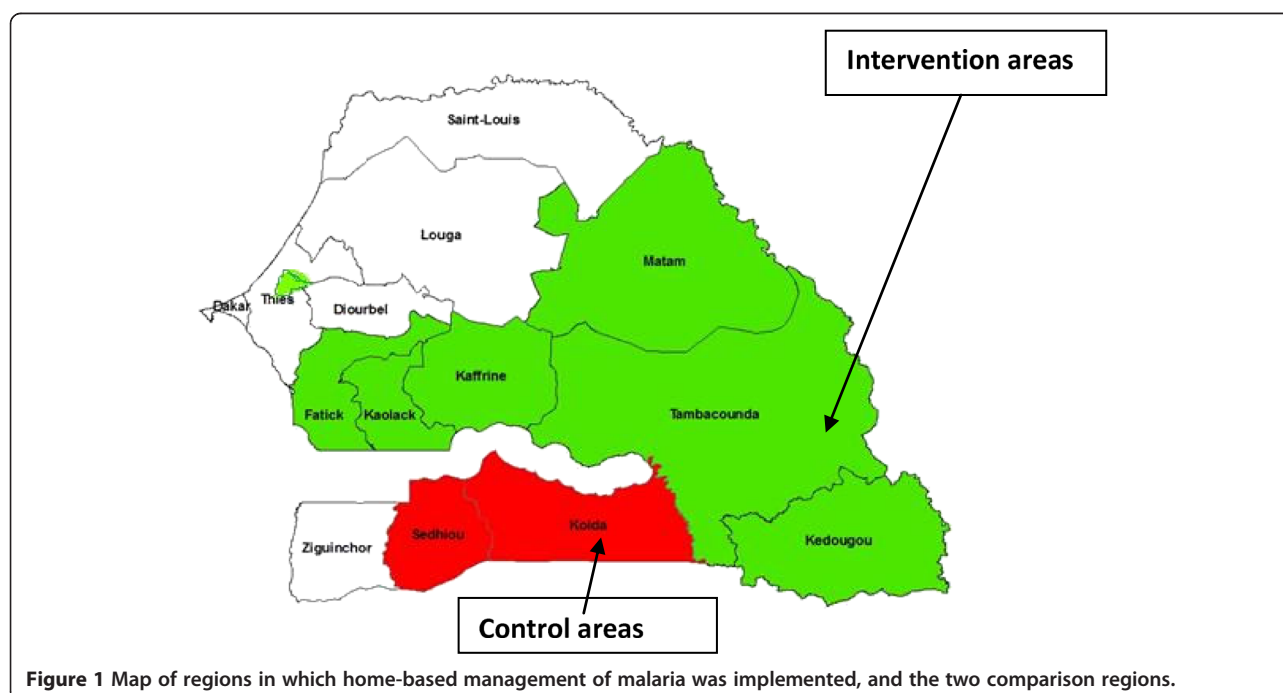 Intervention areas
Saint-Louis
Louga
Matam
Dakar
Thies
Diourbel
Kaffrine
Fatick
Kaolack
Tambacounda
Sedhiou
Kolda
Ziguinchor
Kedougou
Control areas
Figure 1 Map of regions in which home-based management of malaria was implemented, and the two comparison regions.